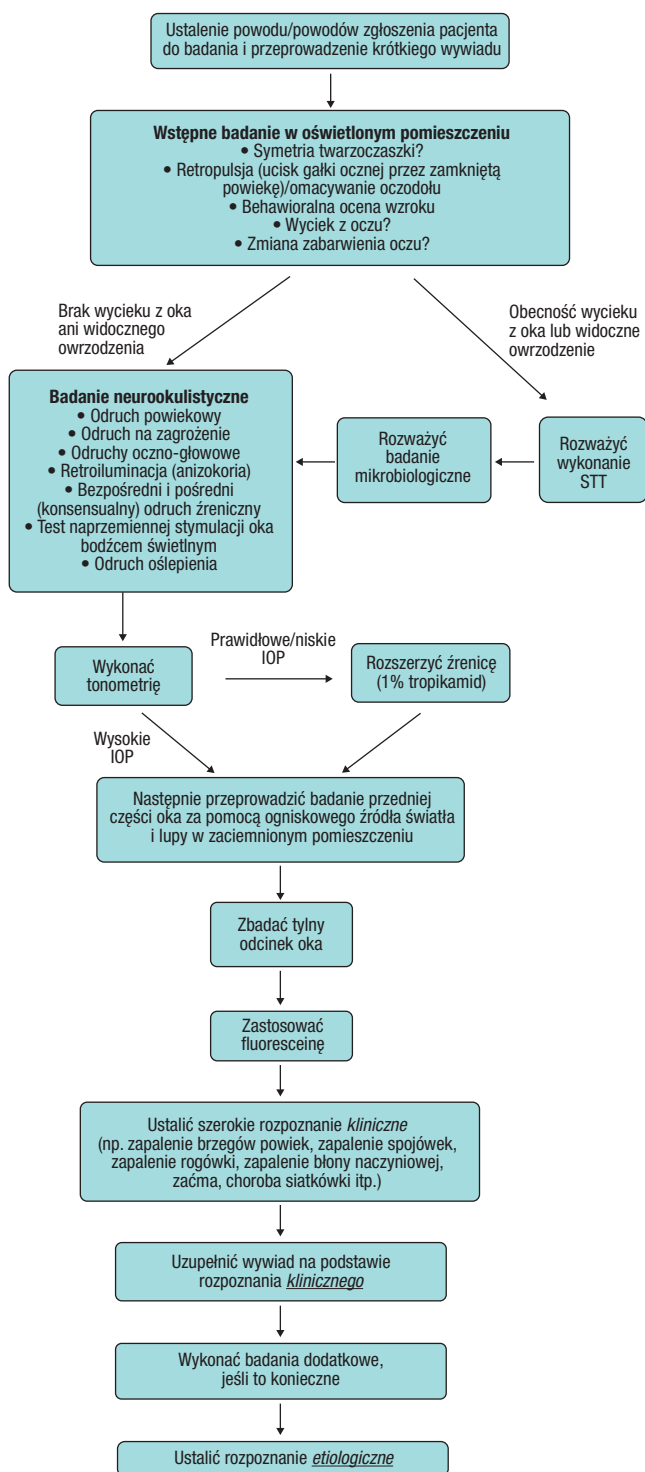 Ustalenie powodu/powodów zgłoszenia pacjenta
do badania i przeprowadzenie krótkiego wywiadu
Wstępne badanie w oświetlonym pomieszczeniu
• Symetria twarzoczaszki?
• Retropulsja (ucisk gałki ocznej przez zamkniętą
powiekę)/omacywanie oczodołu
• Behawioralna ocena wzroku
• Wyciek z oczu?
• Zmiana zabarwienia oczu?
Brak wycieku z oka
ani widocznego
owrzodzenia
Obecność wycieku
z oka lub widoczne
owrzodzenie
Badanie neurookulistyczne
• Odruch powiekowy
• Odruch na zagrożenie
• Odruchy oczno-głowowe
• Retroiluminacja (anizokoria)
• Bezpośredni i pośredni
(konsensualny) odruch źreniczny
• Test naprzemiennej stymulacji oka
bodźcem świetlnym
• Odruch oślepienia
Rozważyć
badanie
mikrobiologiczne
Rozważyć
wykonanie
STT
Wykonać
tonometrię
Prawidłowe/niskie
IOP
Rozszerzyć źrenicę
(1% tropikamid)
Wysokie
IOP
Następnie przeprowadzić badanie przedniej
części oka za pomocą ogniskowego źródła światła
i lupy w zaciemnionym pomieszczeniu
Zbadać tylny
odcinek oka
Zastosować
fluoresceinę
Ustalić szerokie rozpoznanie kliniczne
(np. zapalenie brzegów powiek, zapalenie spojówek,
zapalenie rogówki, zapalenie błony naczyniowej,
zaćma, choroba siatkówki itp.)
Uzupełnić wywiad na podstawie
rozpoznania klinicznego
Wykonać badania dodatkowe,
jeśli to konieczne
Ustalić rozpoznanie etiologiczne